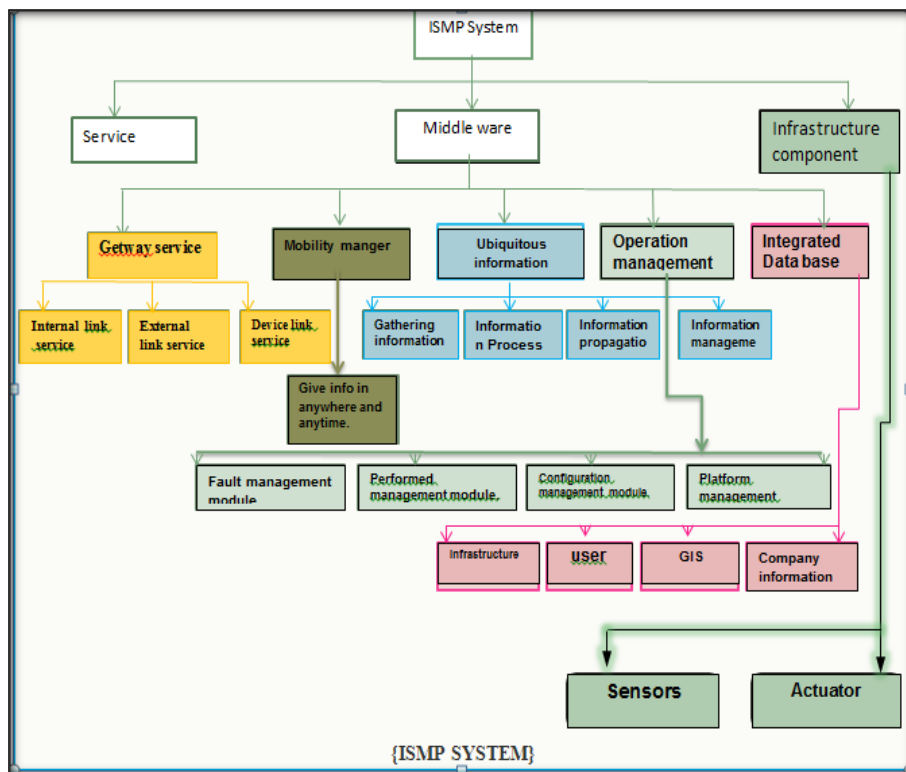 ISMP System
Service
Middle ware
Infrastructure
component
Getway service
Mobility manger
Ubiquitous
information
Operation
management
Integrated
Data base
Internal link
service
External
link service
Device link
service
Gathering
information
Informatio
n Process
Information
propagatio
Information
manageme
Give info in
anywhere and
anytime.
Fault management
module
Performed
management module
Configuration
management module
Platform
management
Infrastructure
user
GIS
Company
information
Sensors
Actuator
{ISMP SYSTEM}